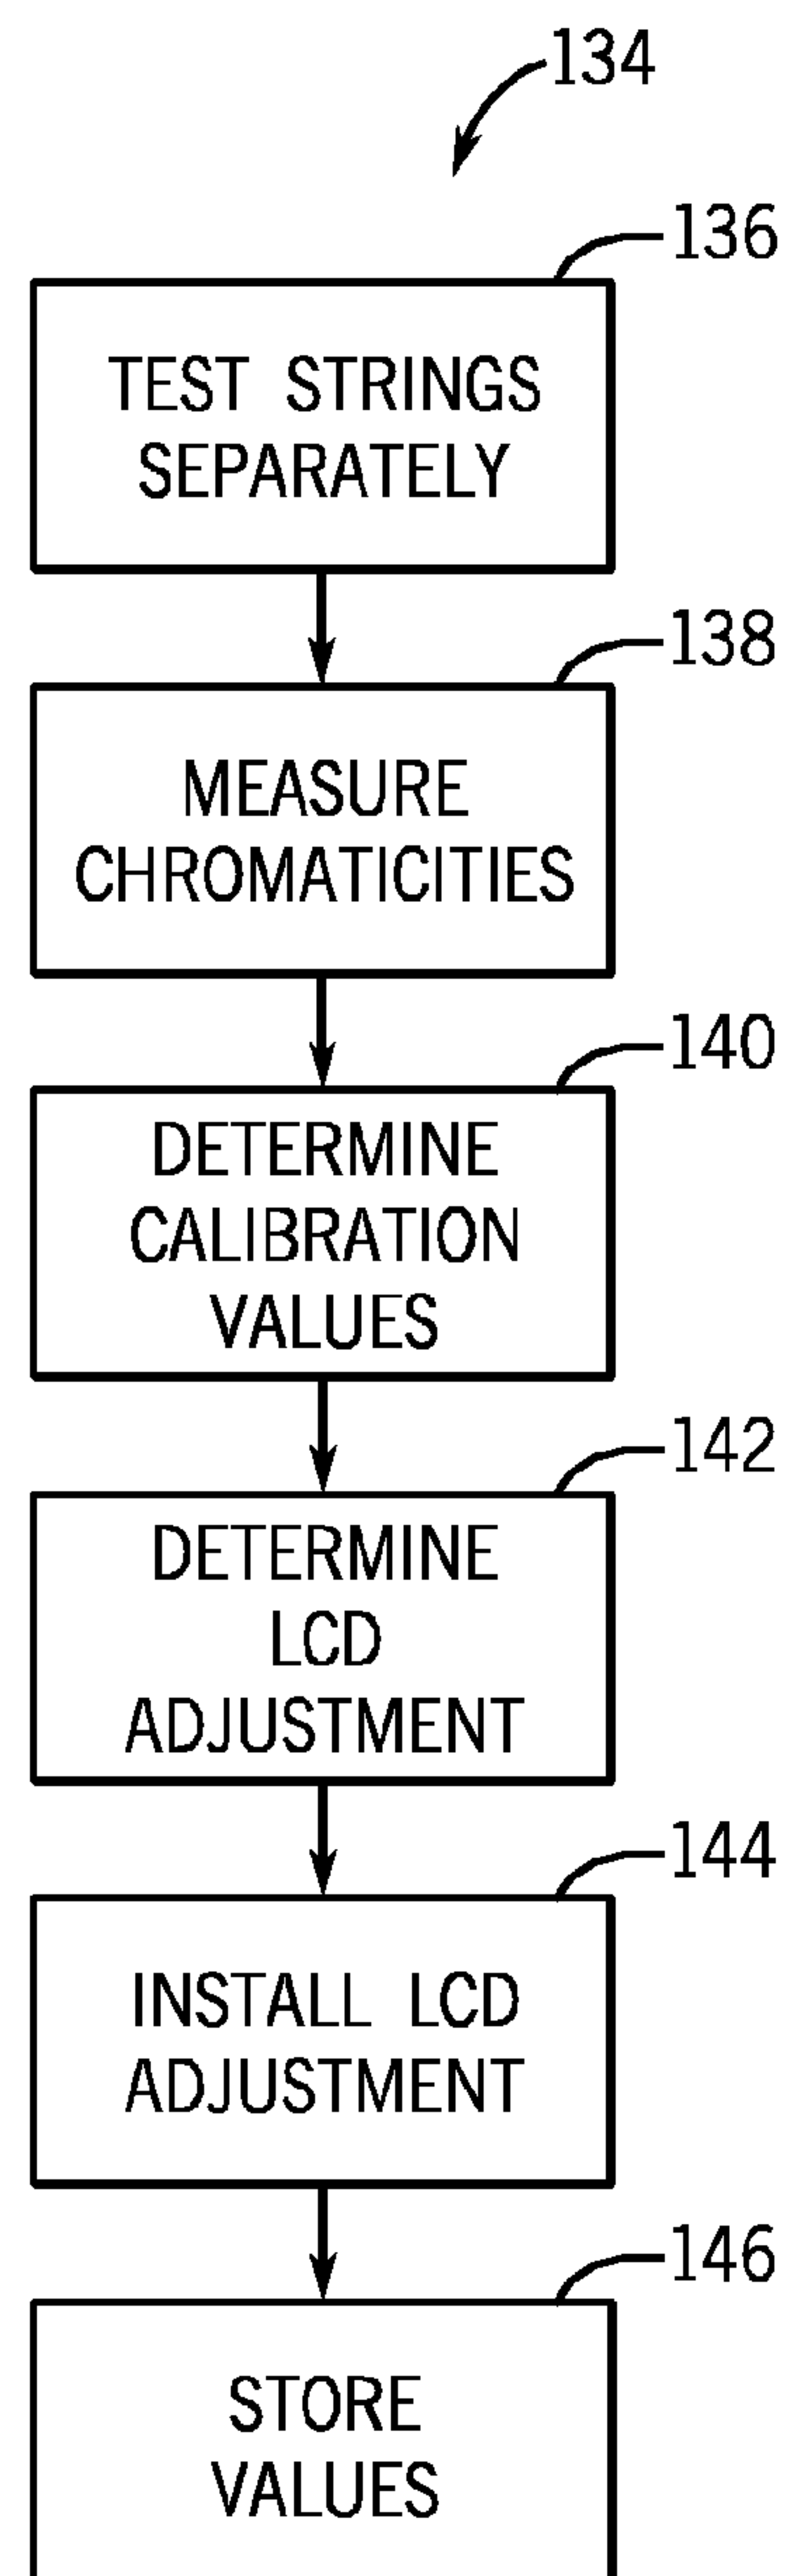 134
136
TEST STRINGS
SEPARATELY
138
MEASURE
CHROMATICITIES
140
DETERMINE
CALIBRATION
VALUES
142
DETERMINE
LCD
ADJUSTMENT
144
INSTALL LCD
ADJUSTMENT
146
STORE
VALUES